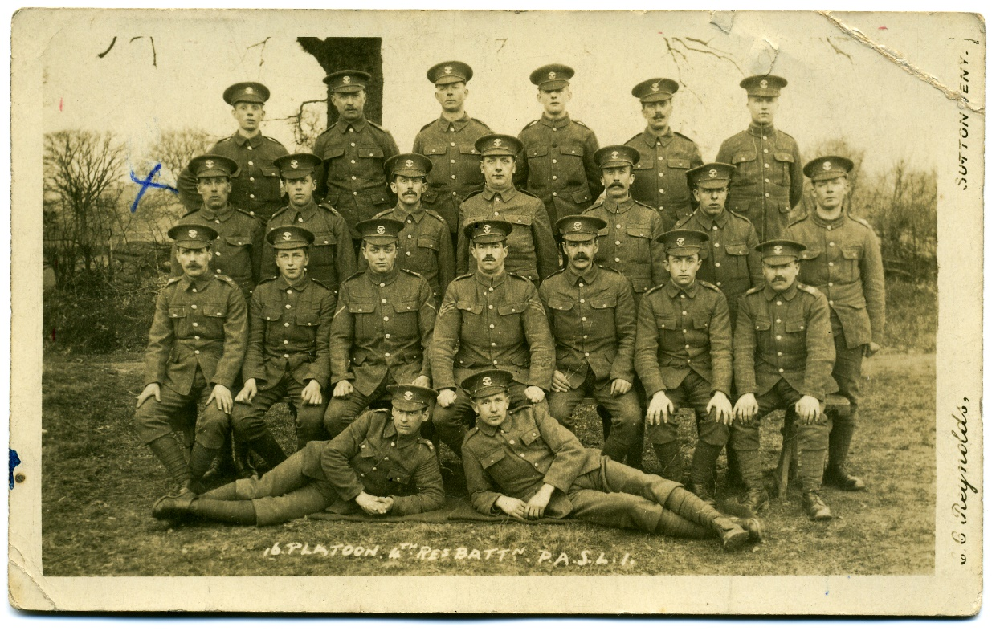 16 PLATOON. 4TH RES BATTN. P.A.S.L.I.
C.C Reynolds,
SUTTON VENY.